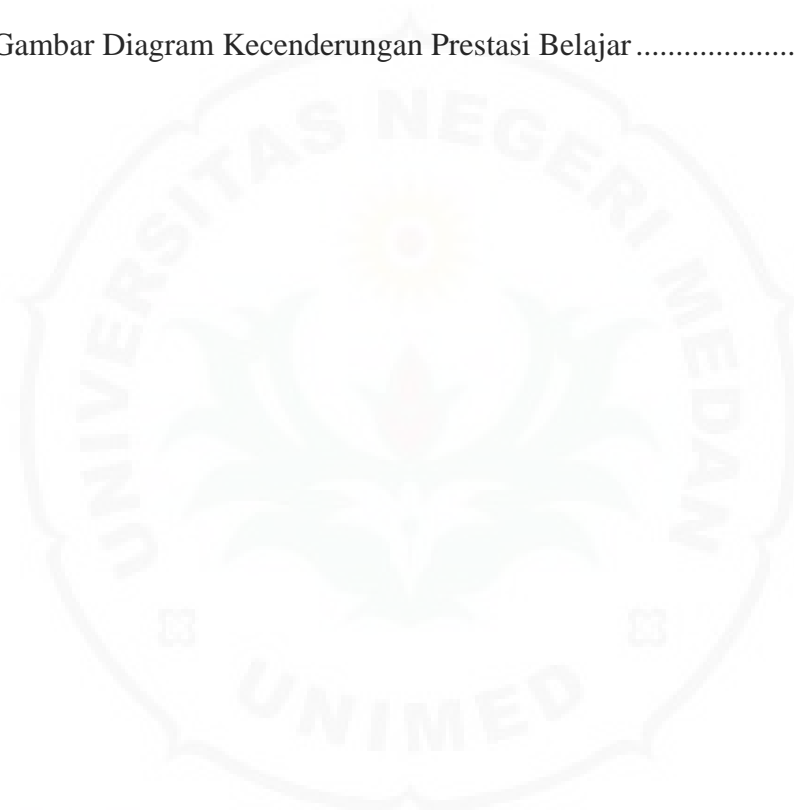 Gambar Diagram Kecenderungan Prestasi Belajar ....................
UNIVERSITAS NEGERI MEDAN
UNIMED